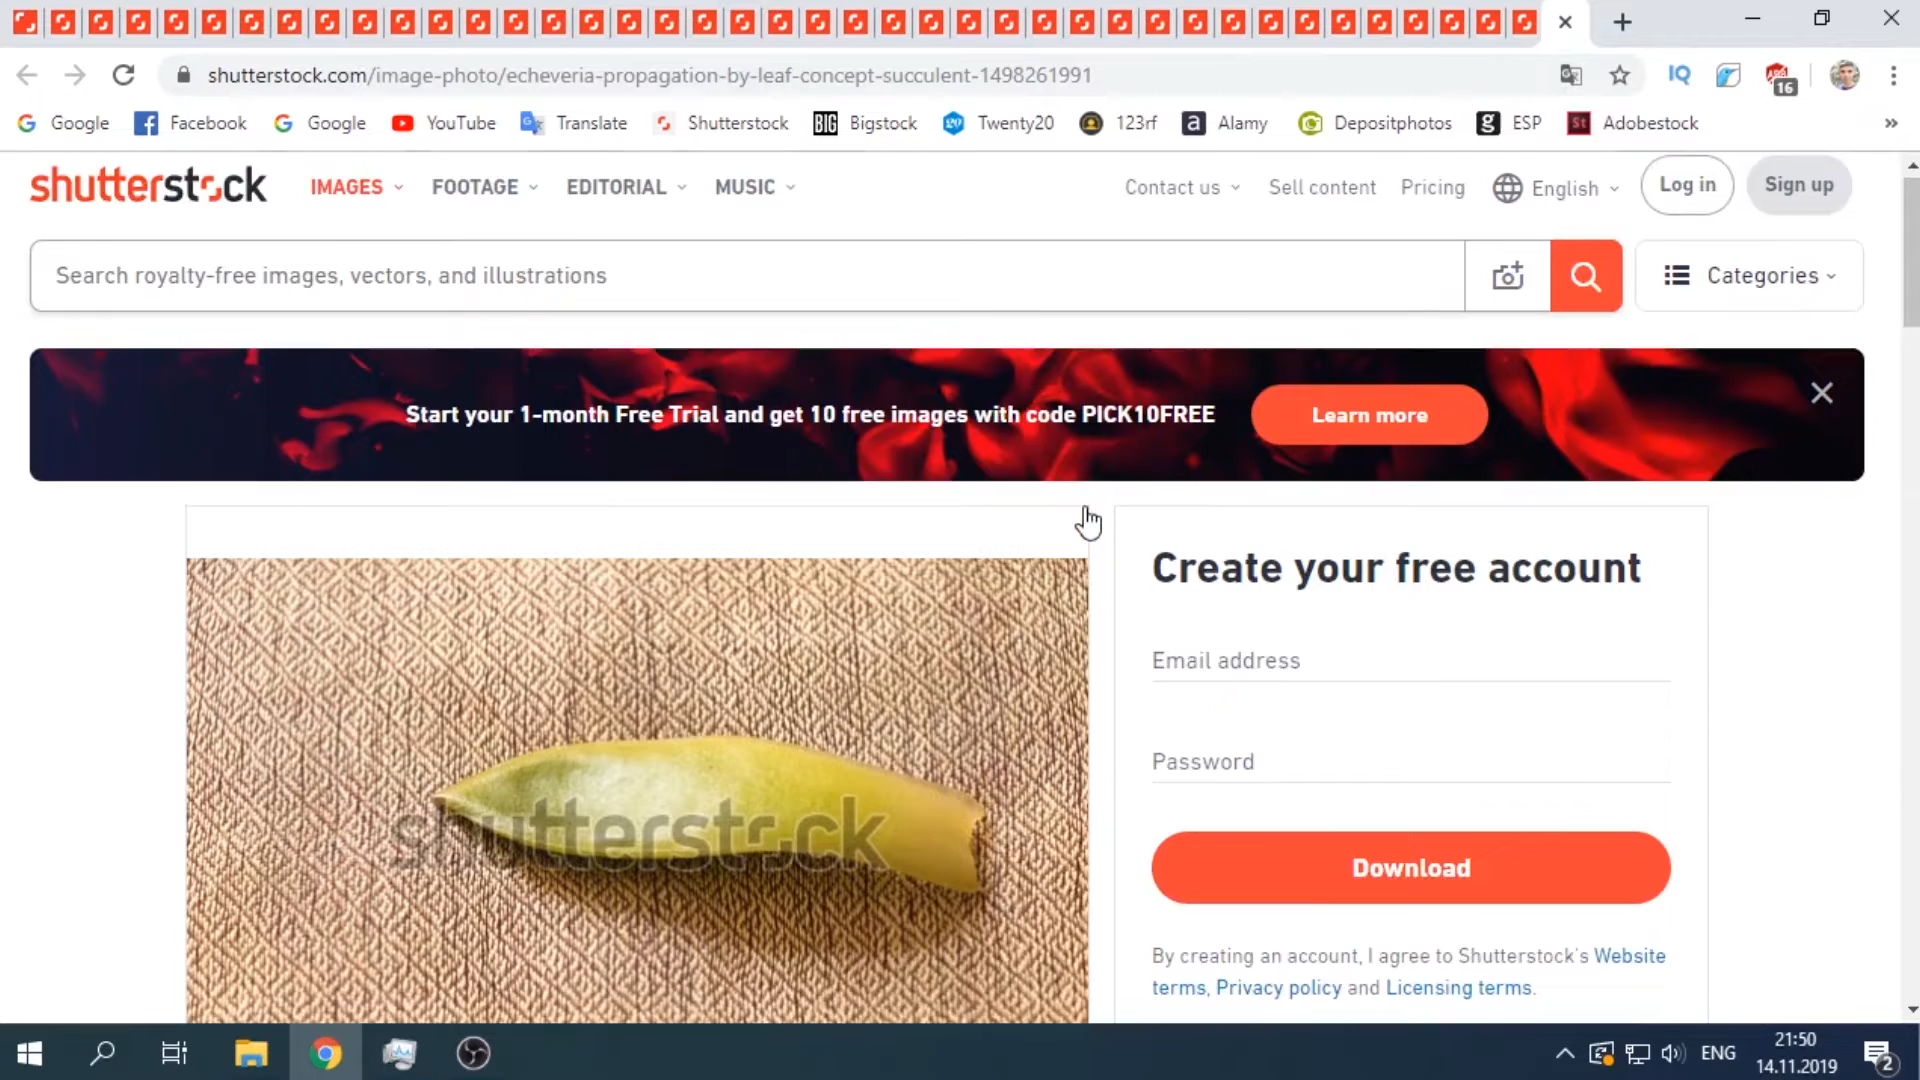 shutterstock.com/image-photo/echeveria-propagation-by-leaf-concept-succulent-1498261991
IQ
ABP
16
Google
Facebook
Google
YouTube
Translate
Shutterstock
BIG Bigstock
20 Twenty20
123rf
a Alamy
Depositphotos
g ESP
St Adobestock
»
shutterstock
IMAGES
FOOTAGE
EDITORIAL
MUSIC
Contact us
Sell content
Pricing
English
Log in
Sign up
Search royalty-free images, vectors, and illustrations
Categories
Start your 1-month Free Trial and get 10 free images with code PICK10FREE
Learn more
Create your free account
Email address
Password
shutterstock
Download
By creating an account, I agree to Shutterstock's Website
terms, Privacy policy and Licensing terms.
ENG
21:50
14.11.2019
2